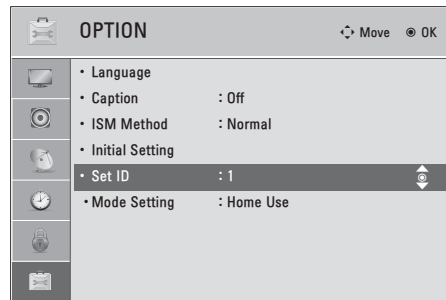 OPTION
Move
OK
• Language
• Caption : Off
• ISM Method : Normal
• Initial Setting
• Set ID : 1
• Mode Setting : Home Use